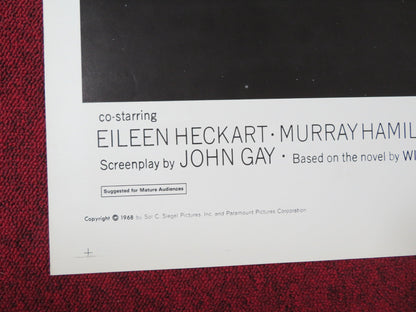 co-starring
EILEEN HECKART · MURRAY HAMIL
Screenplay by JOHN GAY · Based on the novel by WI
Suggested for Mature Audiences
Copyright © 1968 by Sol C. Siegel Pictures, Inc. and Paramount Pictures Corporation